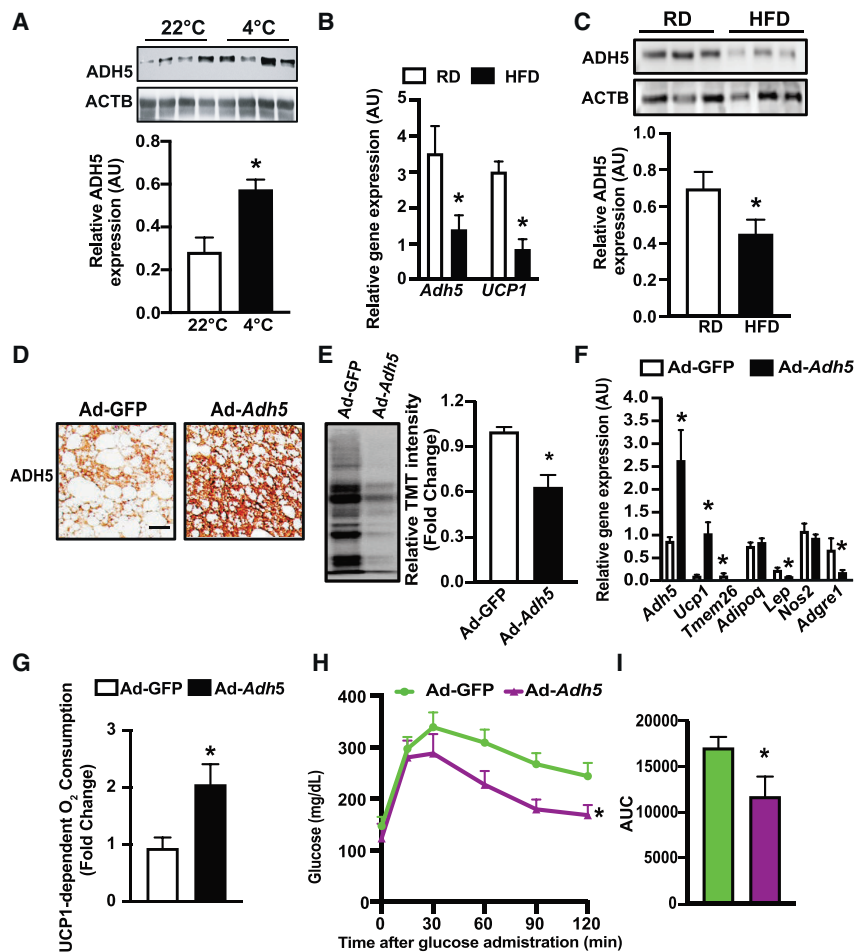 A
22°C 4°C
ADH5
ACTB
Relative ADH5
expression (AU)
0.8
0.6
0.4
0.2
0.0
*
22°C 4°C
B
RD HFD
Relative gene expression (AU)
5
4
3
2
1
0
*
*
Adh5 UCP1
C
RD HFD
ADH5
ACTB
Relative ADH5
expression (AU)
1.0
0.8
0.6
0.4
0.2
0.0
*
RD HFD
D
Ad-GFP Ad-Adh5
ADH5
E
Ad-GFP
Ad-Adh5
Relative TMT intensity
(Fold Change)
1.2
0.9
0.6
0.3
0.0
*
Ad-GFP
Ad-Adh5
F
Ad-GFP Ad-Adh5
Relative gene expression (AU)
4.0
3.5
3.0
2.5
2.0
1.5
1.0
0.5
0.0
*
*
*
*
*
Adh5
Ucp1
Tmem26
Adipoq
Lep
Nos2
Adgre1
G
Ad-GFP Ad-Adh5
UCP1-dependent O2 Consumption
(Fold Change)
3
2
1
0
*
H
Ad-GFP Ad-Adh5
Glucose (mg/dL)
400
300
200
100
0
*
0 30 60 90 120
Time after glucose admistration (min)
I
AUC
20000
15000
10000
5000
0
*